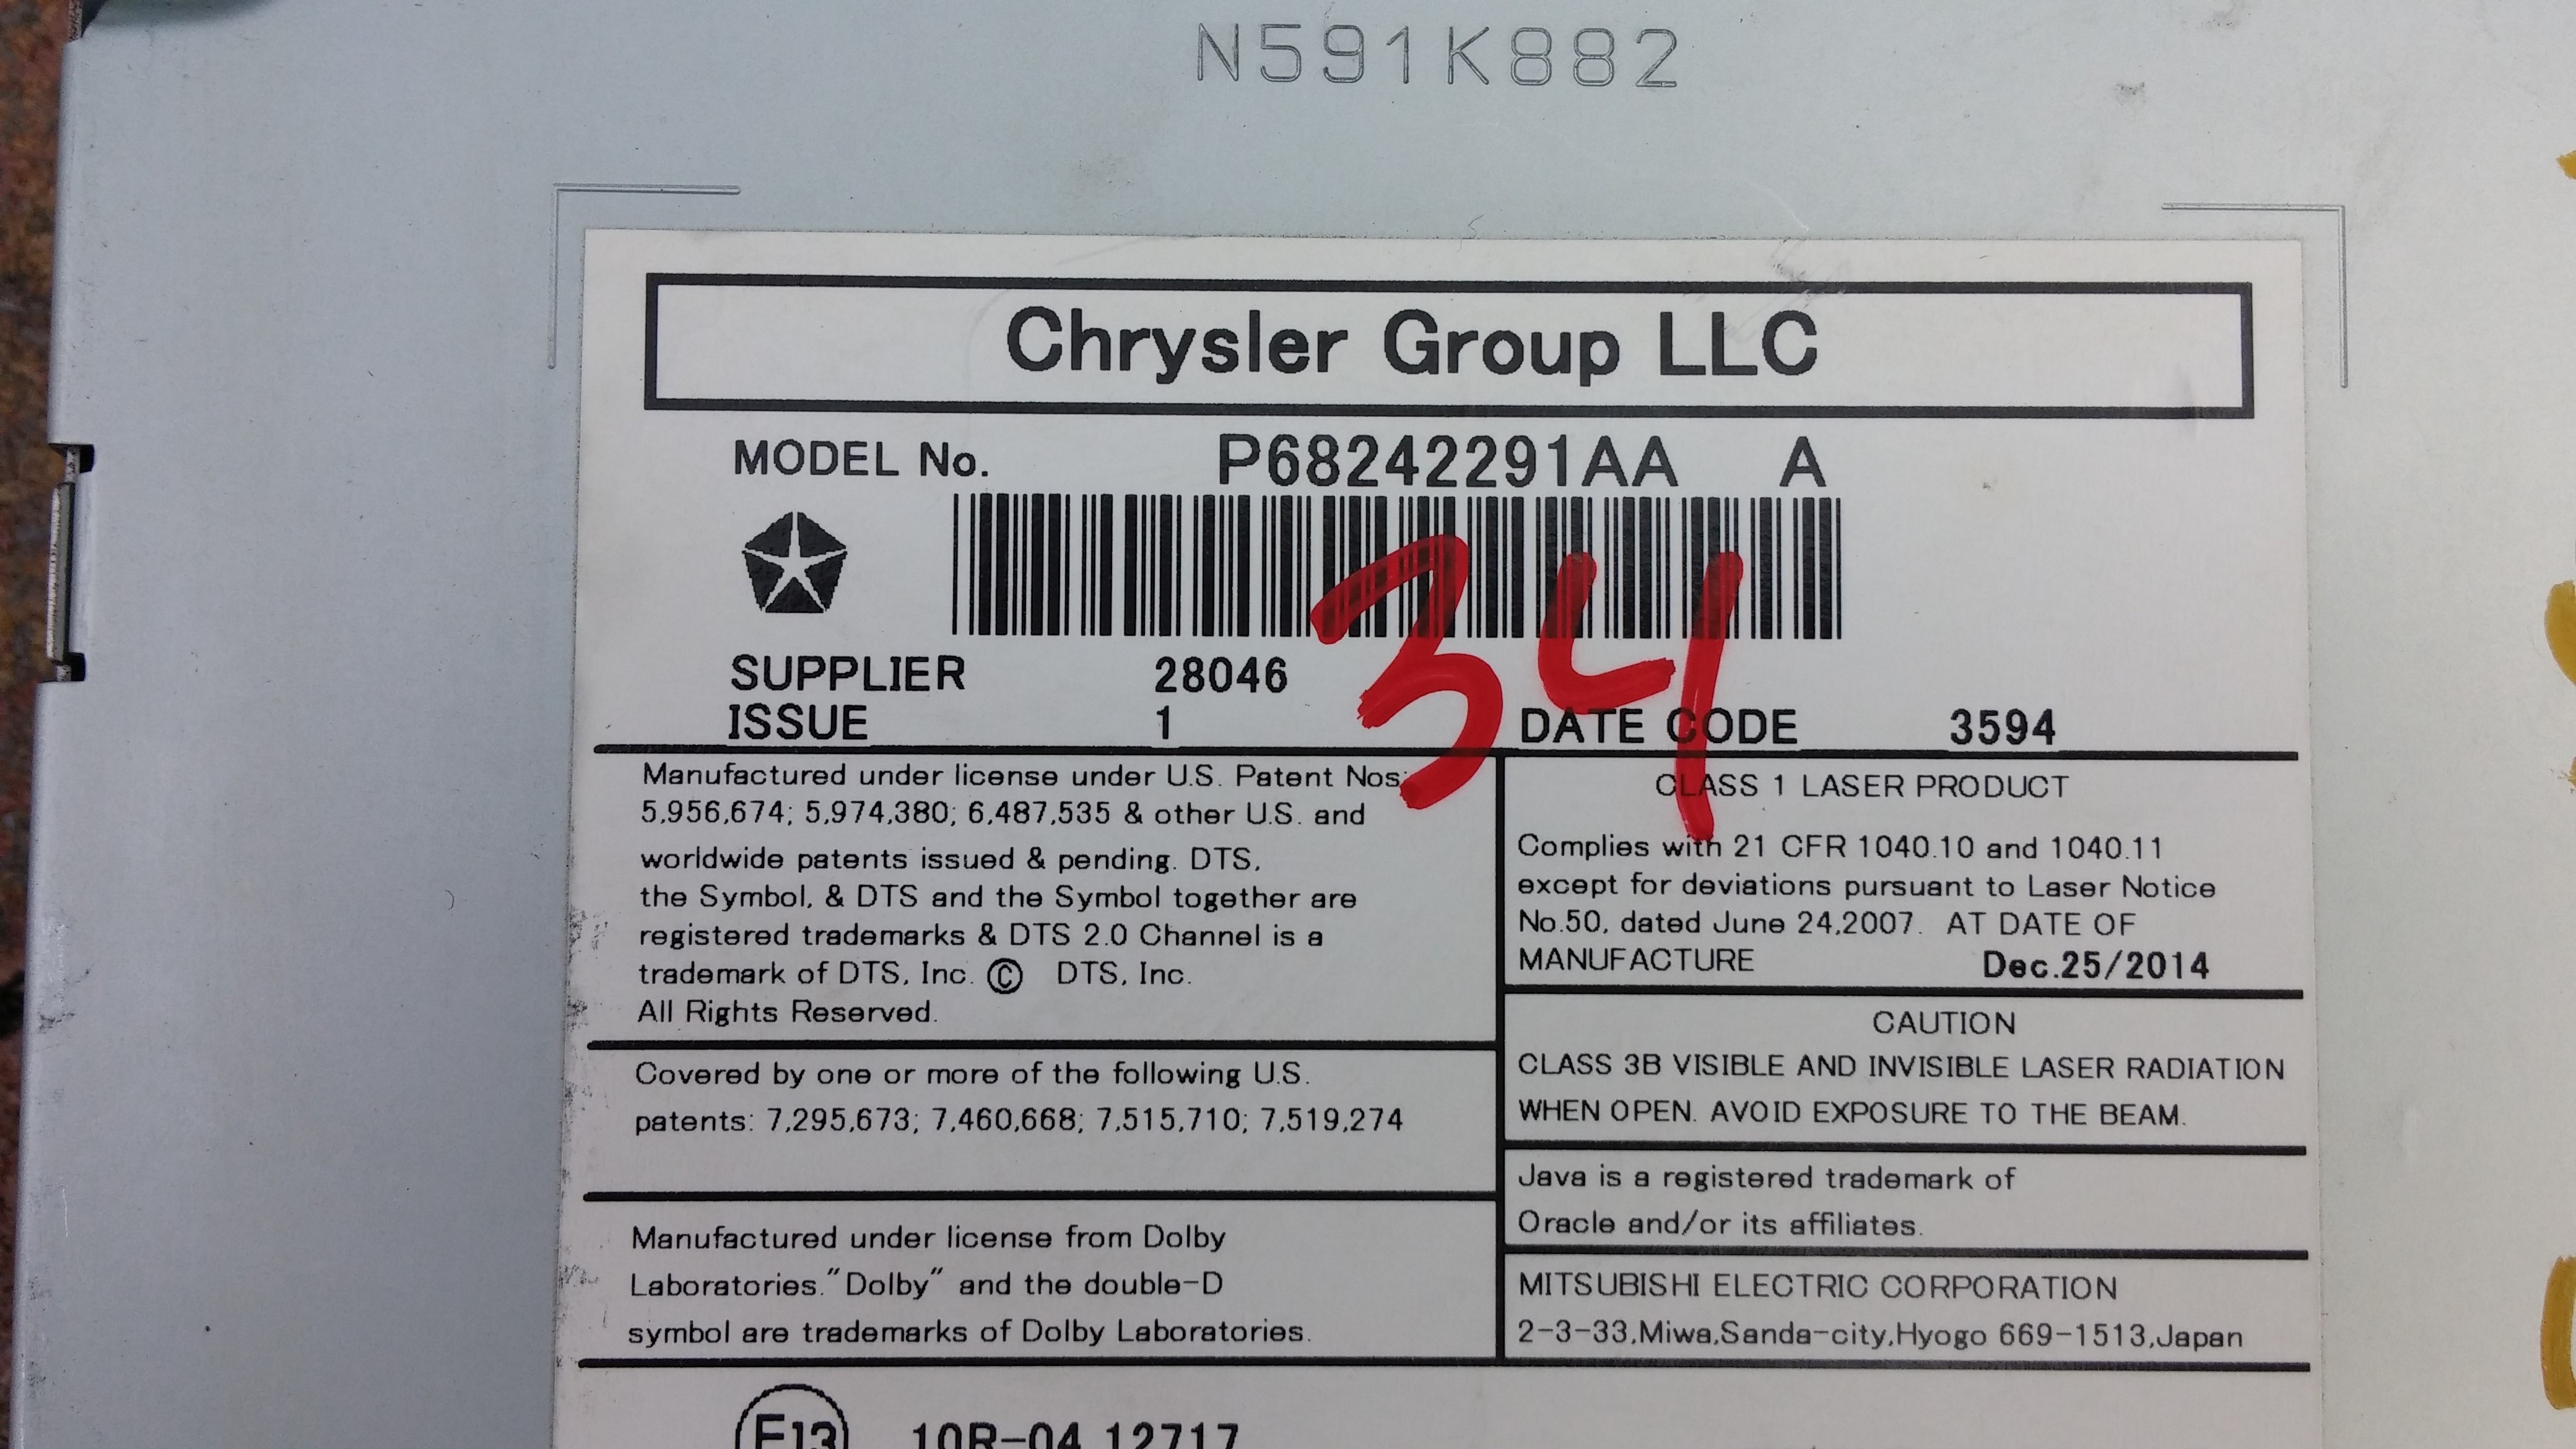 N591K882
Chrysler Group LLC
MODEL No. P68242291AA A
34
SUPPLIER 28046
ISSUE 1 DATE CODE 3594
Manufactured under license under U.S. Patent Nos:
5,956,674; 5,974,380; 6,487,535 & other U.S. and
worldwide patents issued & pending. DTS,
the Symbol, & DTS and the Symbol together are
registered trademarks & DTS 2.0 Channel is a
trademark of DTS, Inc. © DTS, Inc.
All Rights Reserved.
Covered by one or more of the following U.S.
patents: 7,295,673; 7,460,668; 7,515,710; 7,519,274
Manufactured under license from Dolby
Laboratories."Dolby" and the double-D
symbol are trademarks of Dolby Laboratories.
CLASS 1 LASER PRODUCT
Complies with 21 CFR 1040.10 and 1040.11
except for deviations pursuant to Laser Notice
No.50, dated June 24,2007. AT DATE OF
MANUFACTURE Dec.25/2014
CAUTION
CLASS 3B VISIBLE AND INVISIBLE LASER RADIATION
WHEN OPEN. AVOID EXPOSURE TO THE BEAM.
Java is a registered trademark of
Oracle and/or its affiliates.
MITSUBISHI ELECTRIC CORPORATION
2-3-33,Miwa,Sanda-city,Hyogo 669-1513,Japan
E13 10R-04 12717